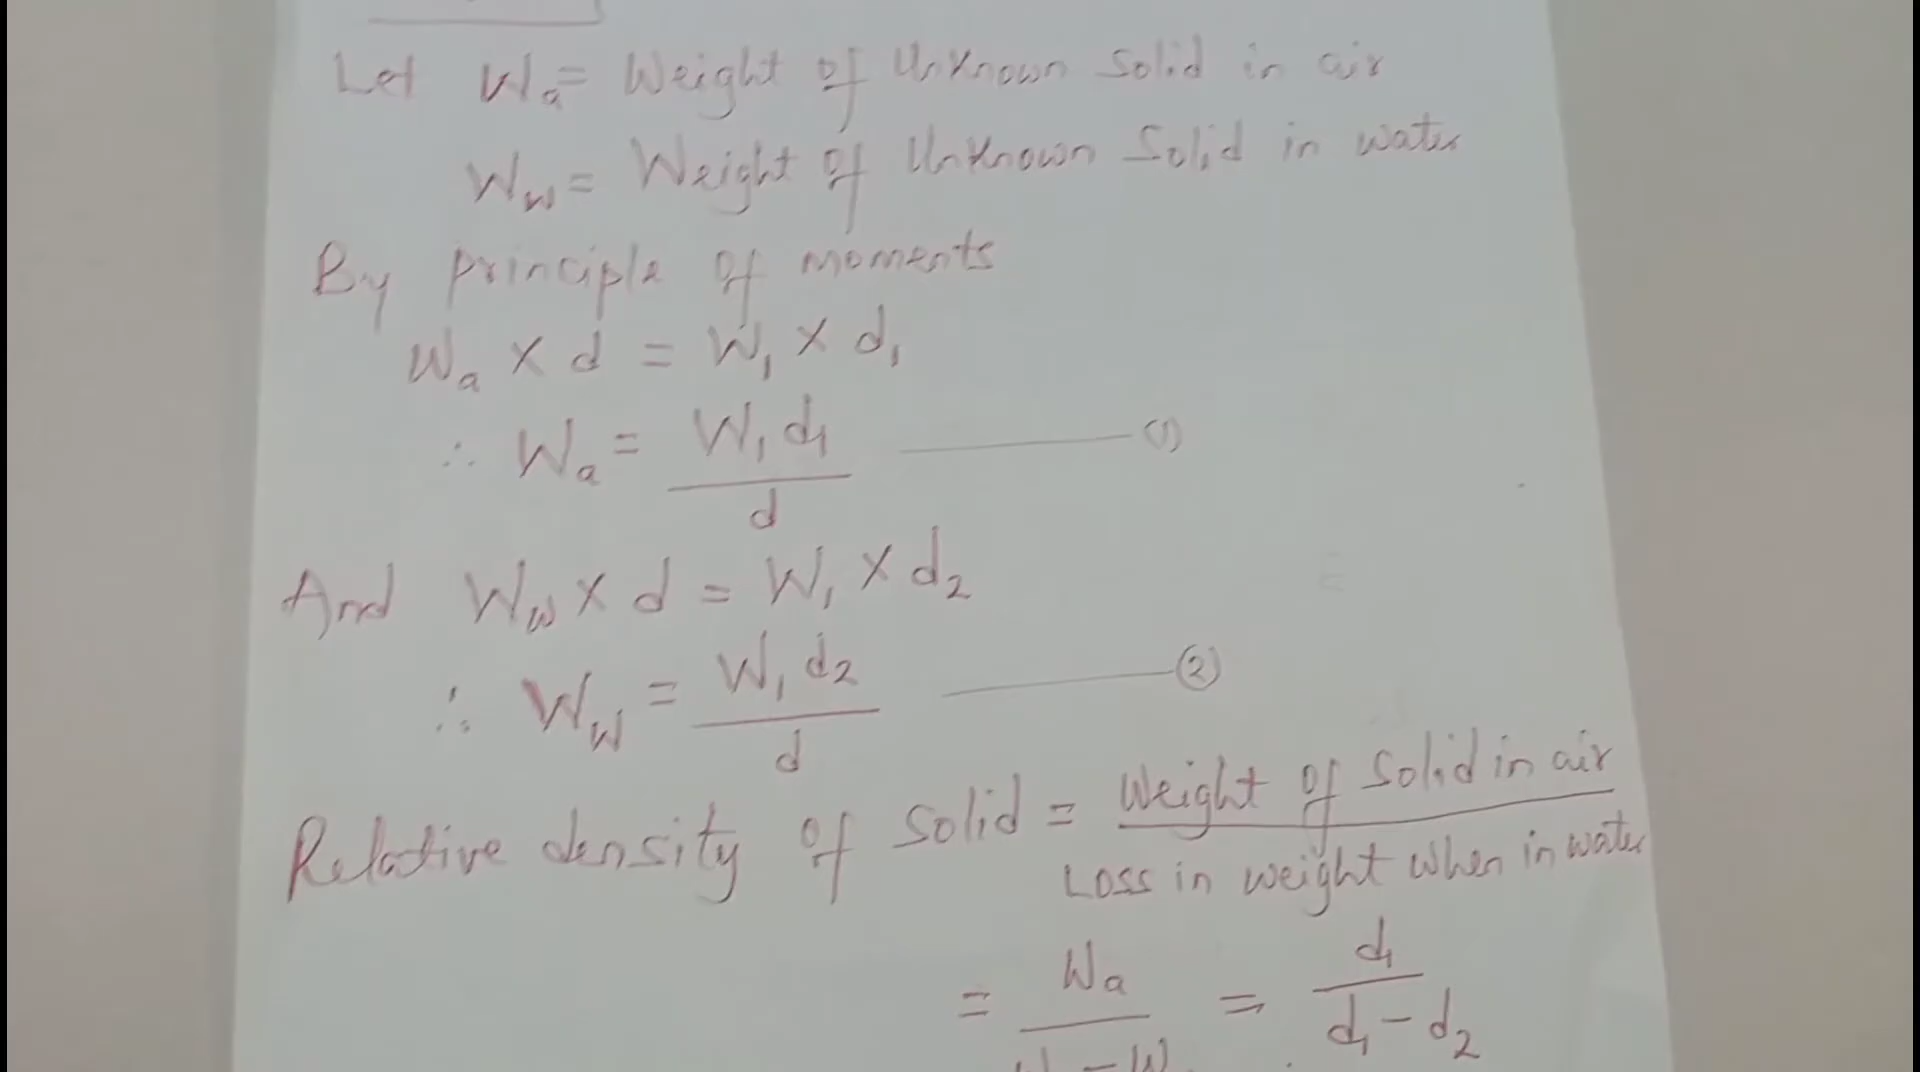 Let Wa = Weight of Unknown Solid in air
Ww = Weight of Unknown Solid in water
By principle of moments
Wa × d = W₁ × d₁
∴ Wa = W₁ d₁ / d ——— (1)
And Ww × d = W₁ × d₂
∴ Ww = W₁ d₂ / d ——— (2)
Relative density of solid = Weight of solid in air / Loss in weight when in water
= Wa / W - W = d₁ / d₁ - d₂